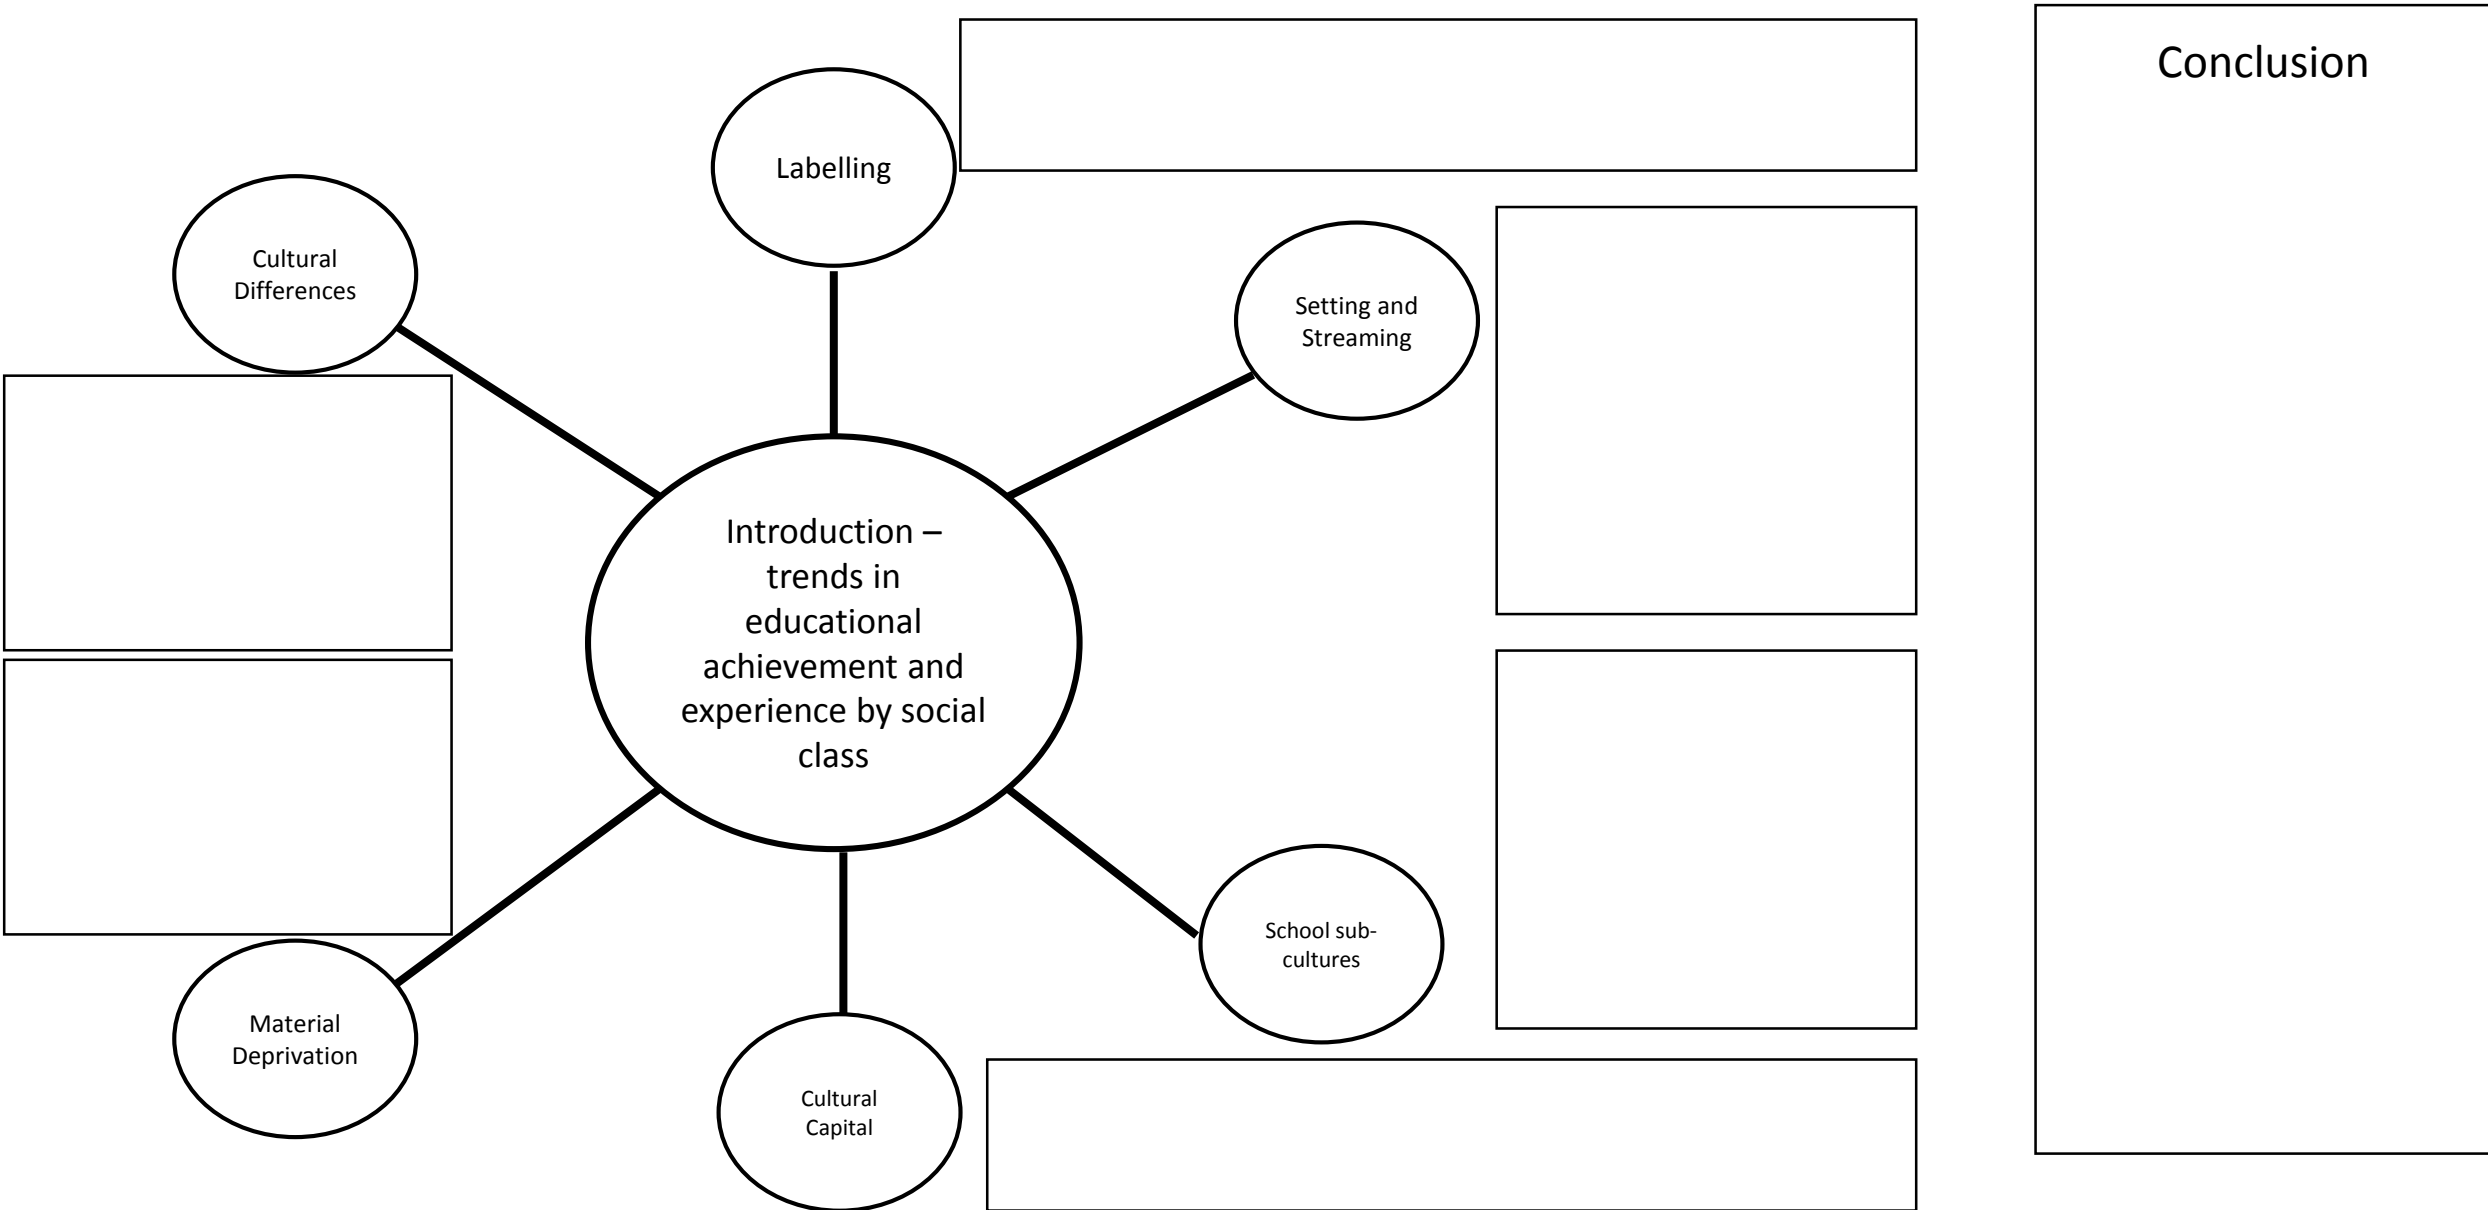 Conclusion
Labelling
Cultural
Differences
Setting and
Streaming
Introduction –
trends in
educational
achievement and
experience by social
class
School sub-
cultures
Material
Deprivation
Cultural
Capital